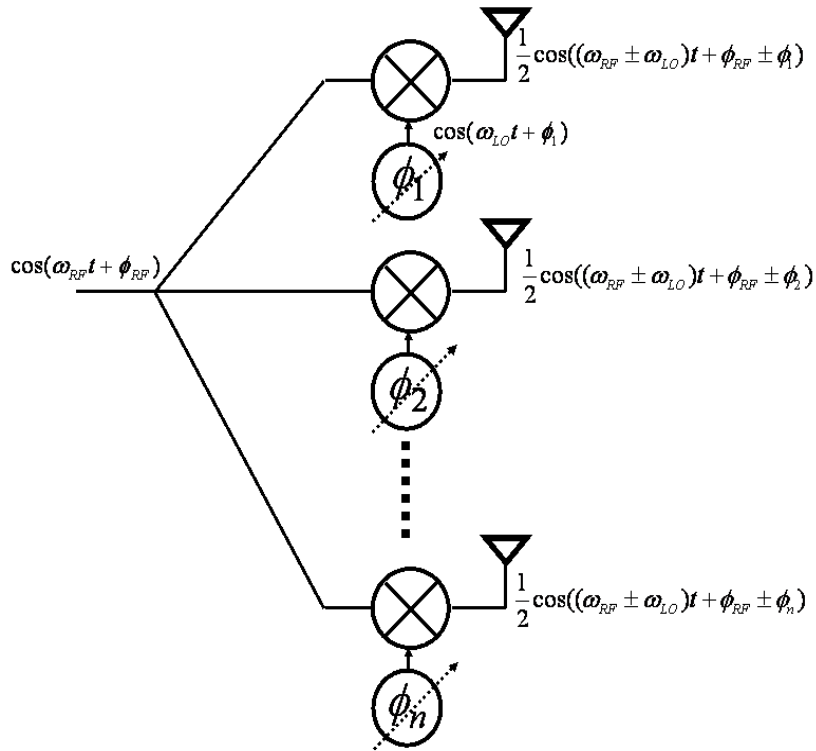 1/2 cos((ω_RF ± ω_LO)t + ϕ_RF ± ϕ_1)
cos(ω_LO t + ϕ_1)
ϕ_1
cos(ω_RF t + ϕ_RF)
1/2 cos((ω_RF ± ω_LO)t + ϕ_RF ± ϕ_2)
ϕ_2
1/2 cos((ω_RF ± ω_LO)t + ϕ_RF ± ϕ_n)
ϕ_n